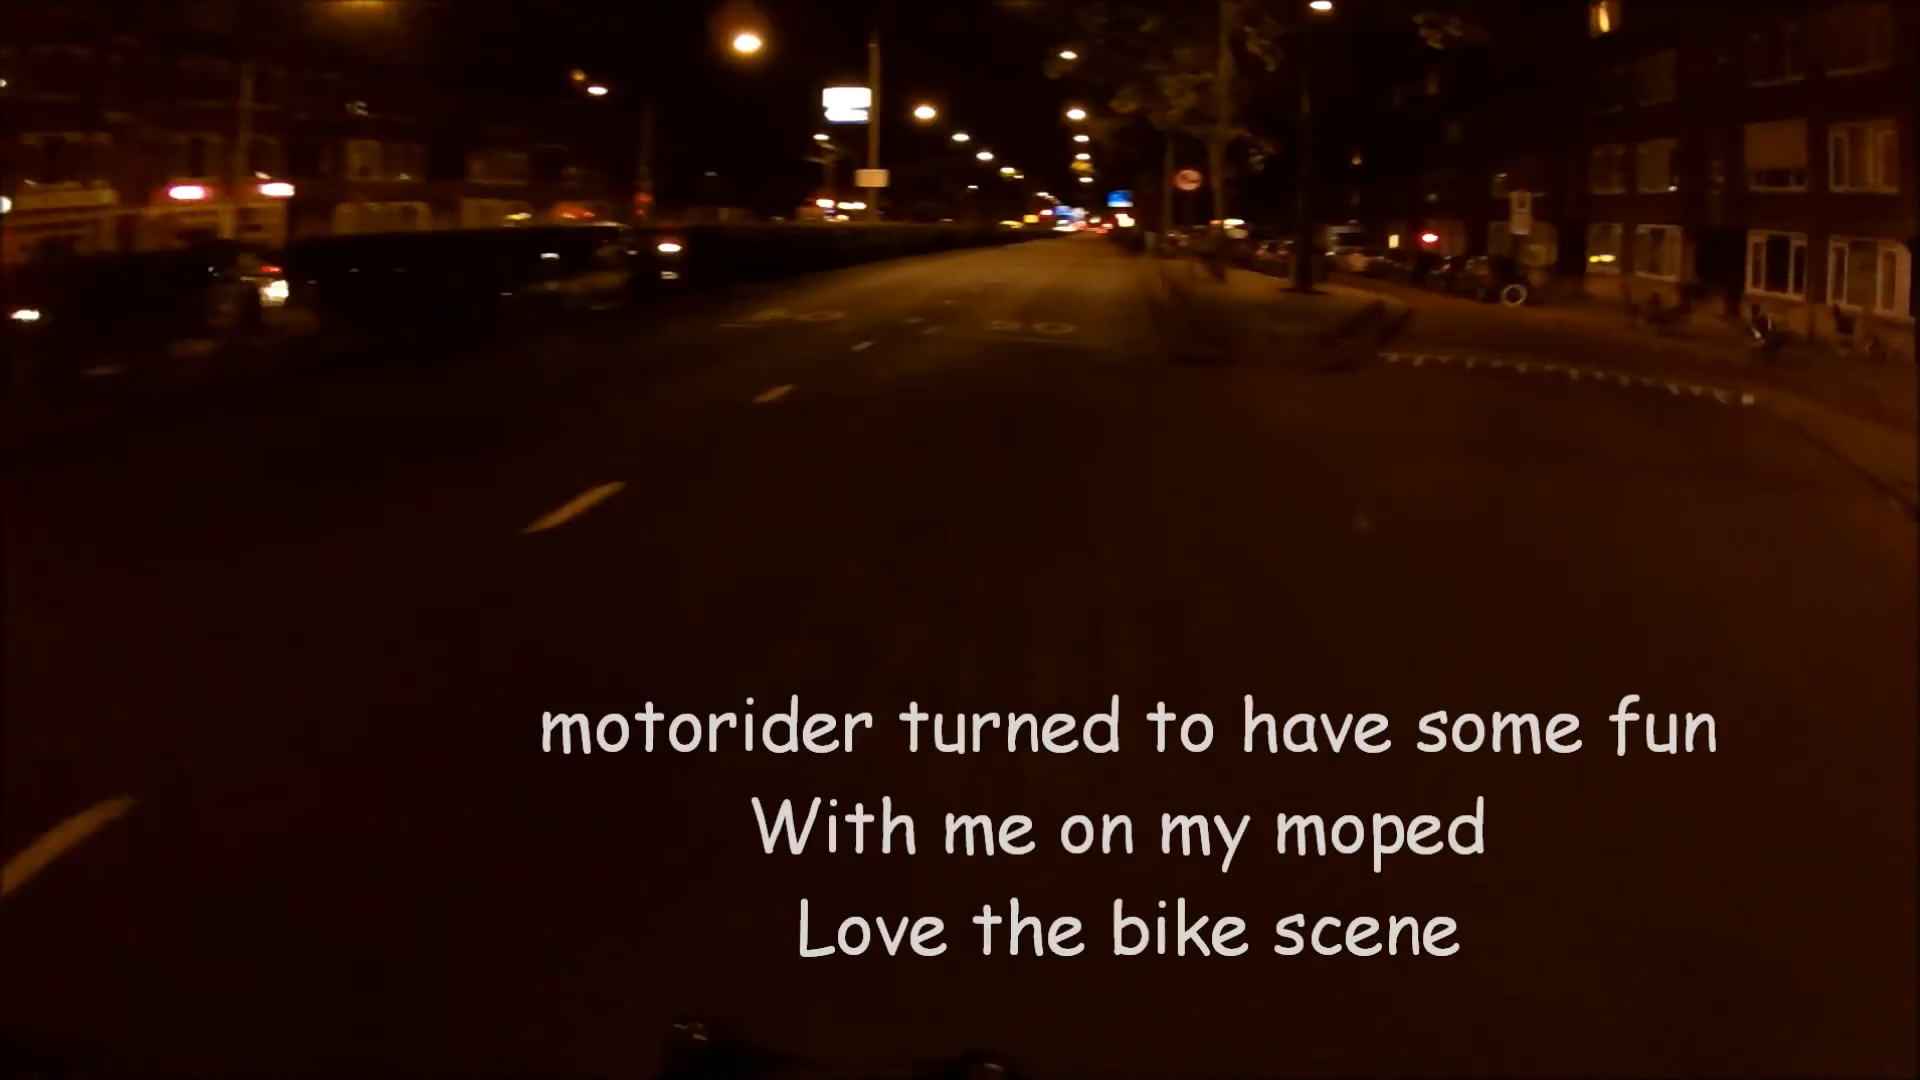 motorider turned to have some fun
With me on my moped
Love the bike scene